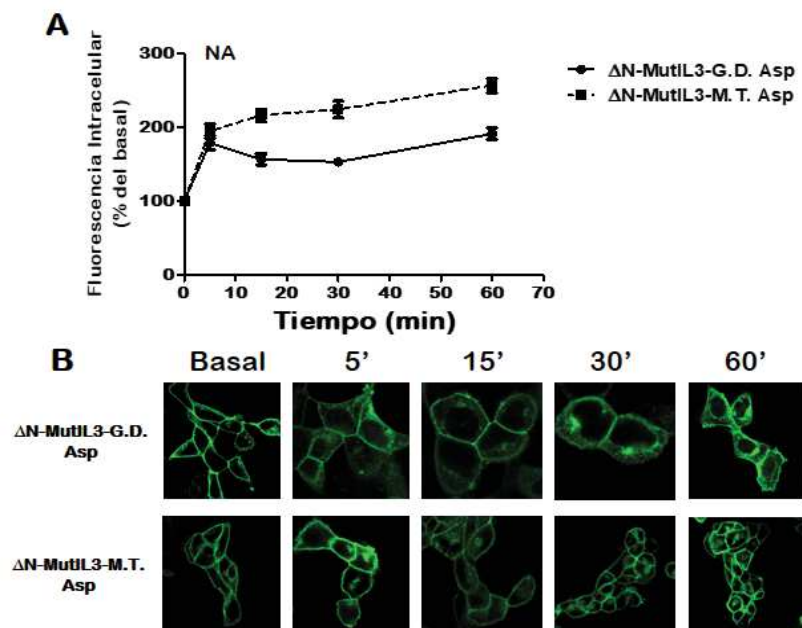 A
NA
Fluorescencia Intracelular
(% del basal)
300
200
100
0
0 10 20 30 40 50 60 70
Tiempo (min)
ΔN-MutIL3-G.D. Asp
ΔN-MutIL3-M.T. Asp
B
Basal 5’ 15’ 30’ 60’
ΔN-MutIL3-G.D.
Asp
ΔN-MutIL3-M.T.
Asp